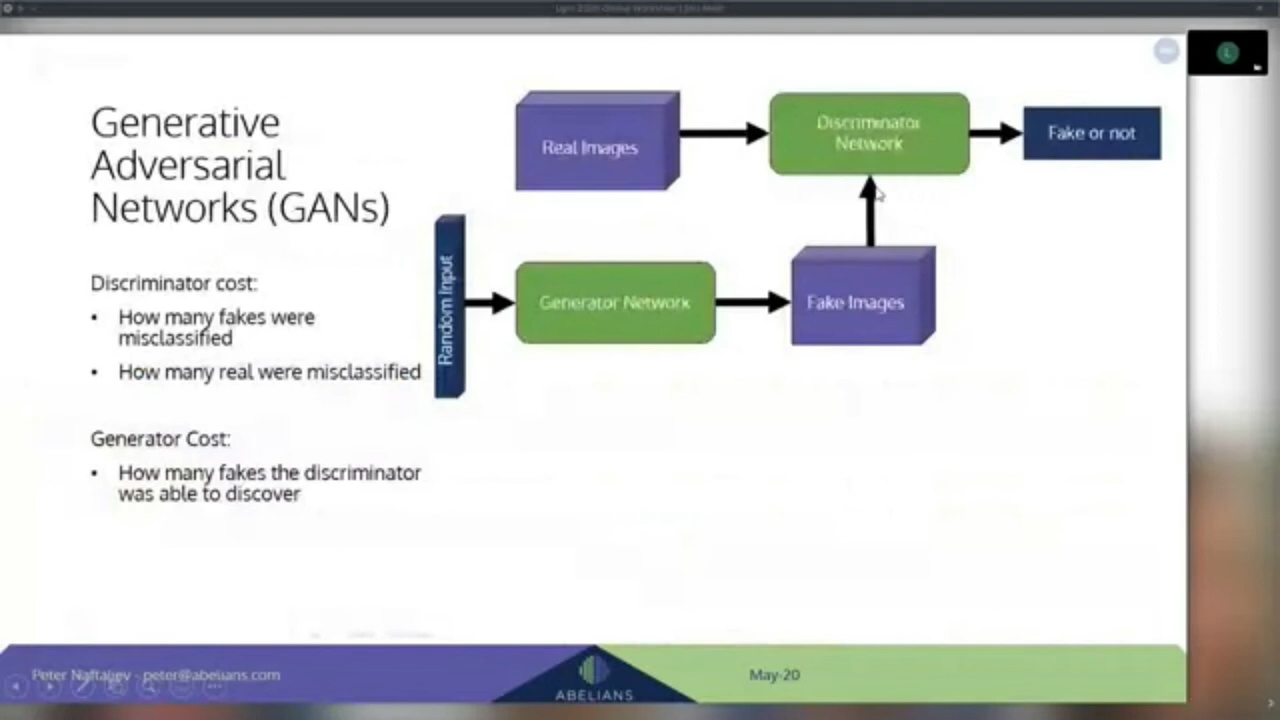 Generative
Adversarial
Networks (GANs)
Discriminator cost:
• How many fakes were
misclassified
• How many real were misclassified
Generator Cost:
• How many fakes the discriminator
was able to discover
Real Images
Discriminator
Network
Fake or not
Random Input
Generator Network
Fake Images
L
Peter Naftaliev - peter@abelians.com
ABELIANS
May-20